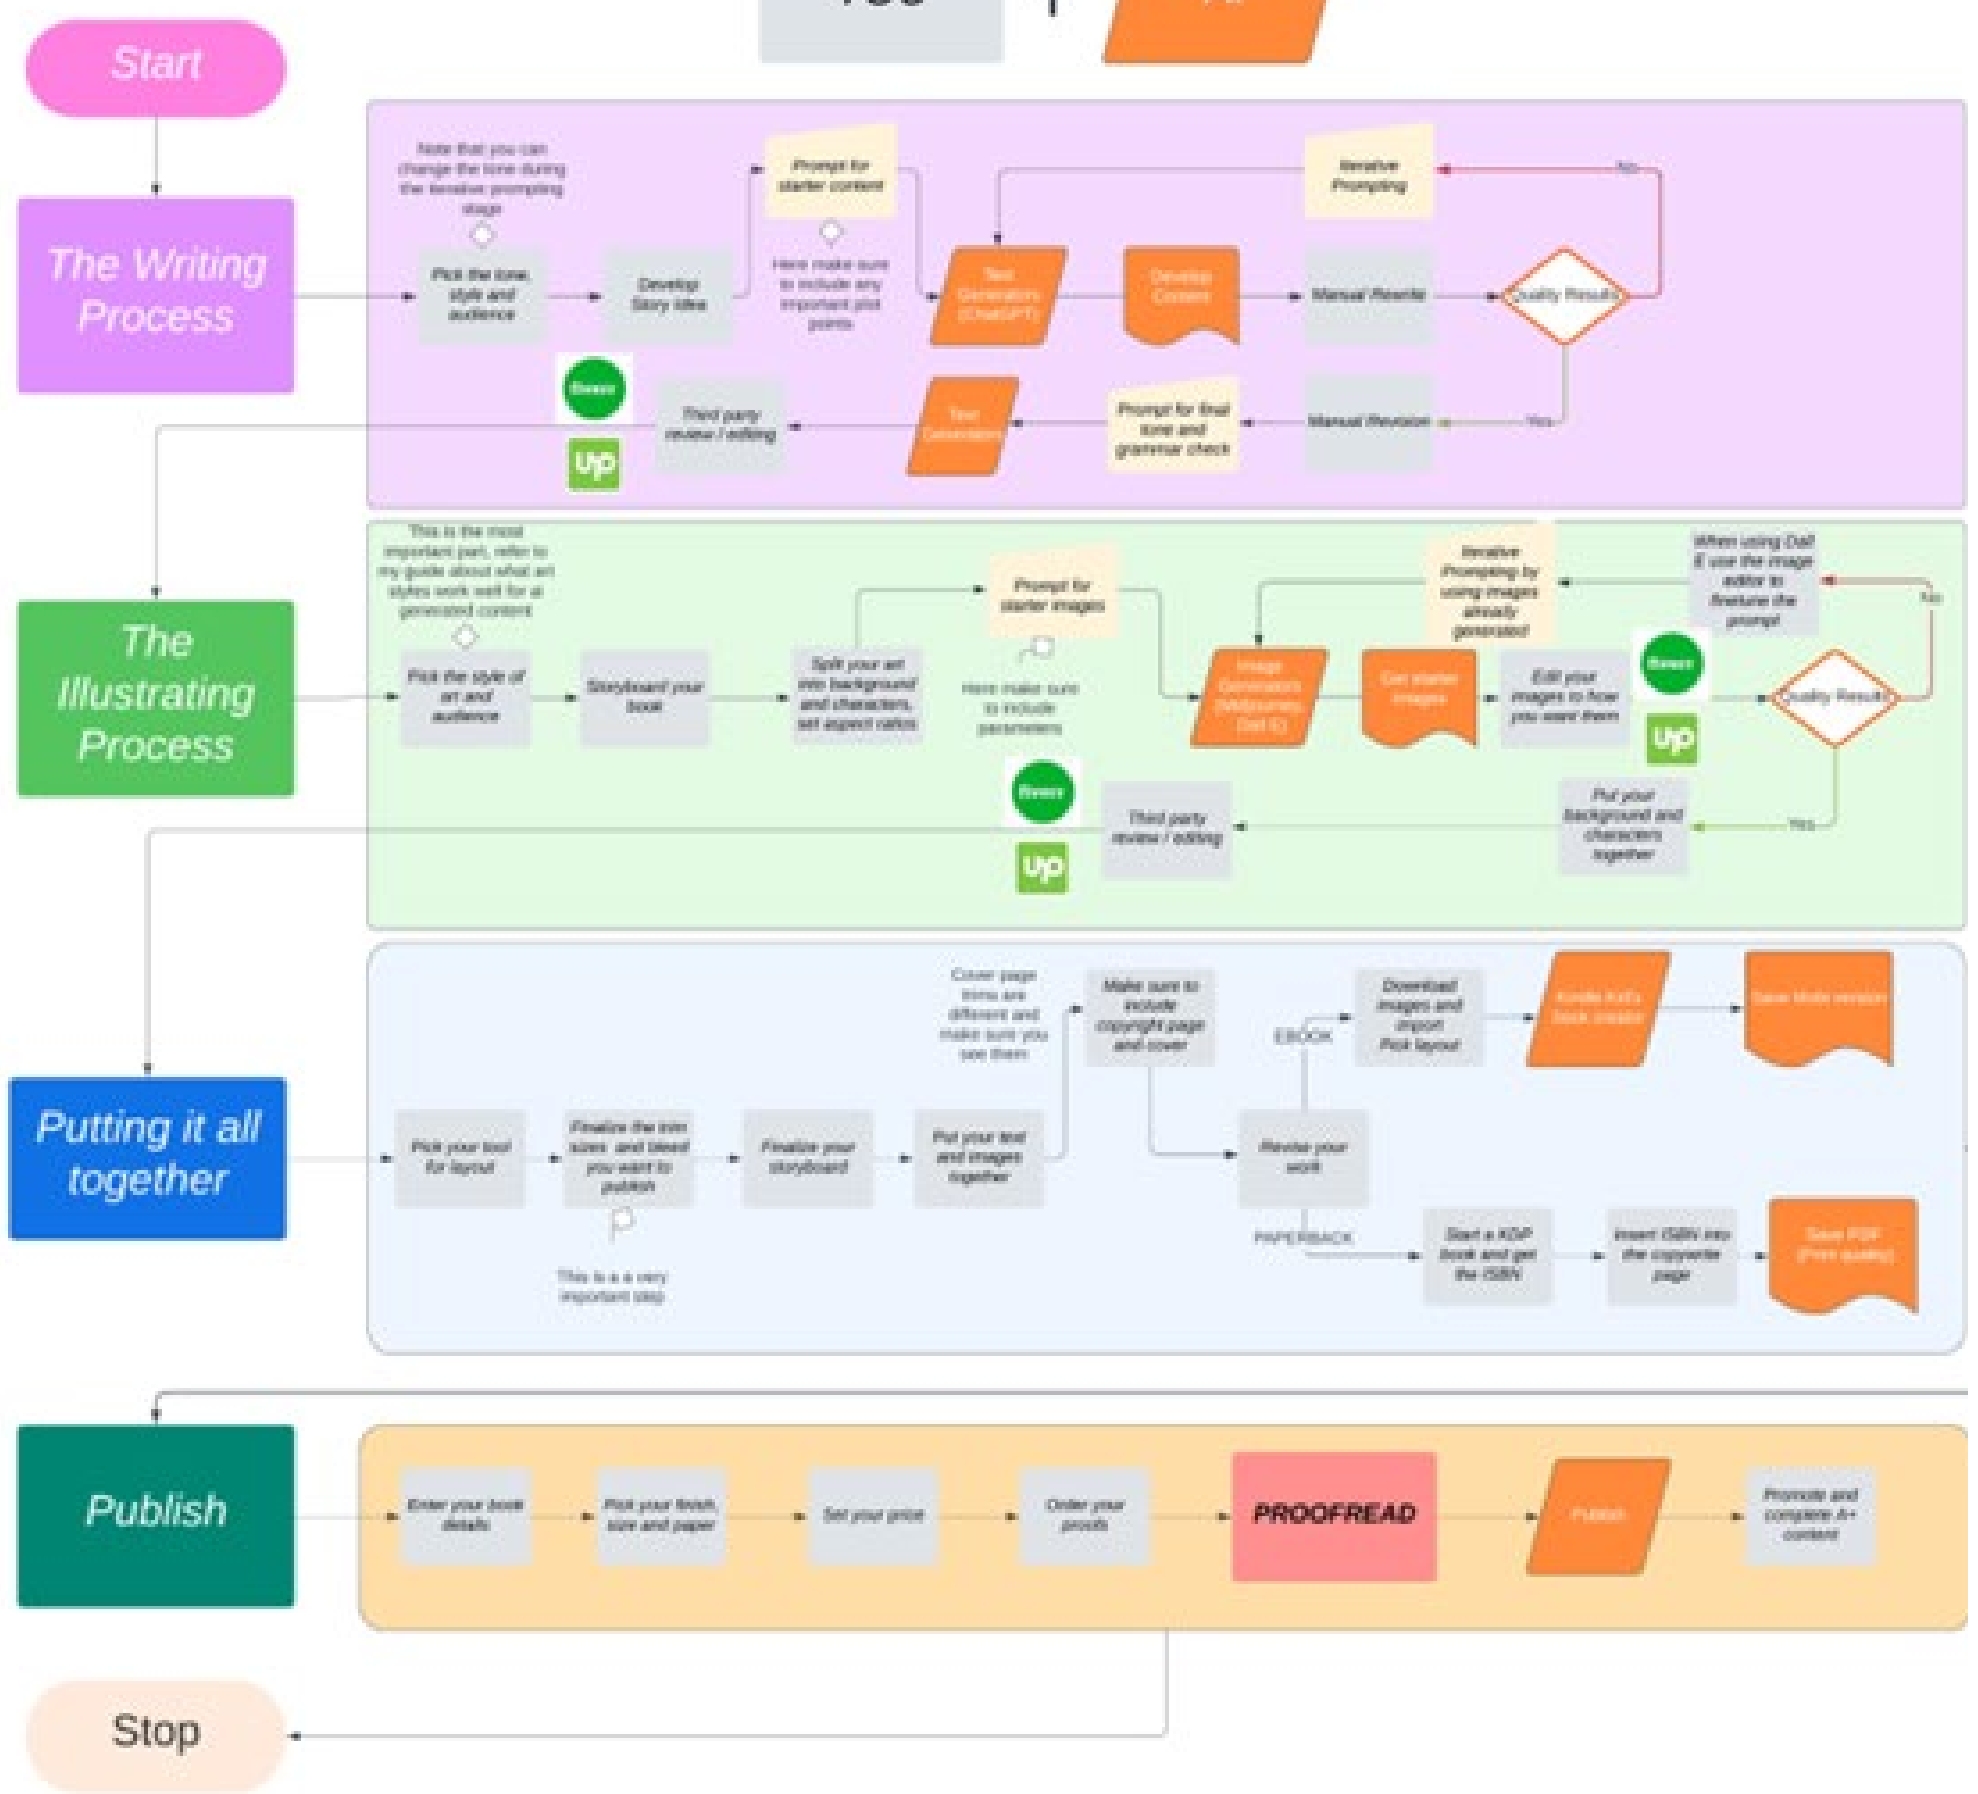 Start
Note that you can
change the tone during
the iterative prompting
stage
Prompt for
starter content
Iterative
Prompting
No
The Writing
Process
Pick the tone,
style and
audience
Develop
Story idea
Here make sure
to include any
important plot
points
Text
Generators
(ChatGPT)
Develop
Content
Manual Rewrite
Quality Results
fiverr
up
Third party
review / editing
Text
Generators
Prompt for final
tone and
grammar check
Manual Revision
Yes
This is the most
important part, refer to
my guide about what art
styles work well for ai
generated content
Prompt for
starter images
Iterative
Prompting by
using images
already
generated
When using Dall
E use the image
editor to
finetune the
prompt
No
The
Illustrating
Process
Pick the style of
art and
audience
Storyboard your
book
Split your art
into background
and characters,
set aspect ratios
Here make sure
to include
parameters
Image
Generators
(Midjourney,
Dall E)
Get starter
images
Edit your
images to how
you want them
fiverr
up
Quality Results
fiverr
up
Third party
review / editing
Put your
background and
characters
together
Yes
Cover page
trims are
different and
make sure you
see them
Make sure to
include
copyright page
and cover
EBOOK
Download
images and
import
Pick layout
Kindle Kid's
book creator
Save Mobi version
Putting it all
together
Pick your tool
for layout
Finalize the trim
sizes and bleed
you want to
publish
Finalize your
storyboard
Put your text
and images
together
Revise your
work
This is a a very
important step
PAPERBACK
Start a KDP
book and get
the ISBN
Insert ISBN into
the copywrite
page
Save PDF
(Print quality)
Publish
Enter your book
details
Pick your finish,
size and paper
Set your price
Order your
proofs
PROOFREAD
Publish
Promote and
complete A+
content
Stop